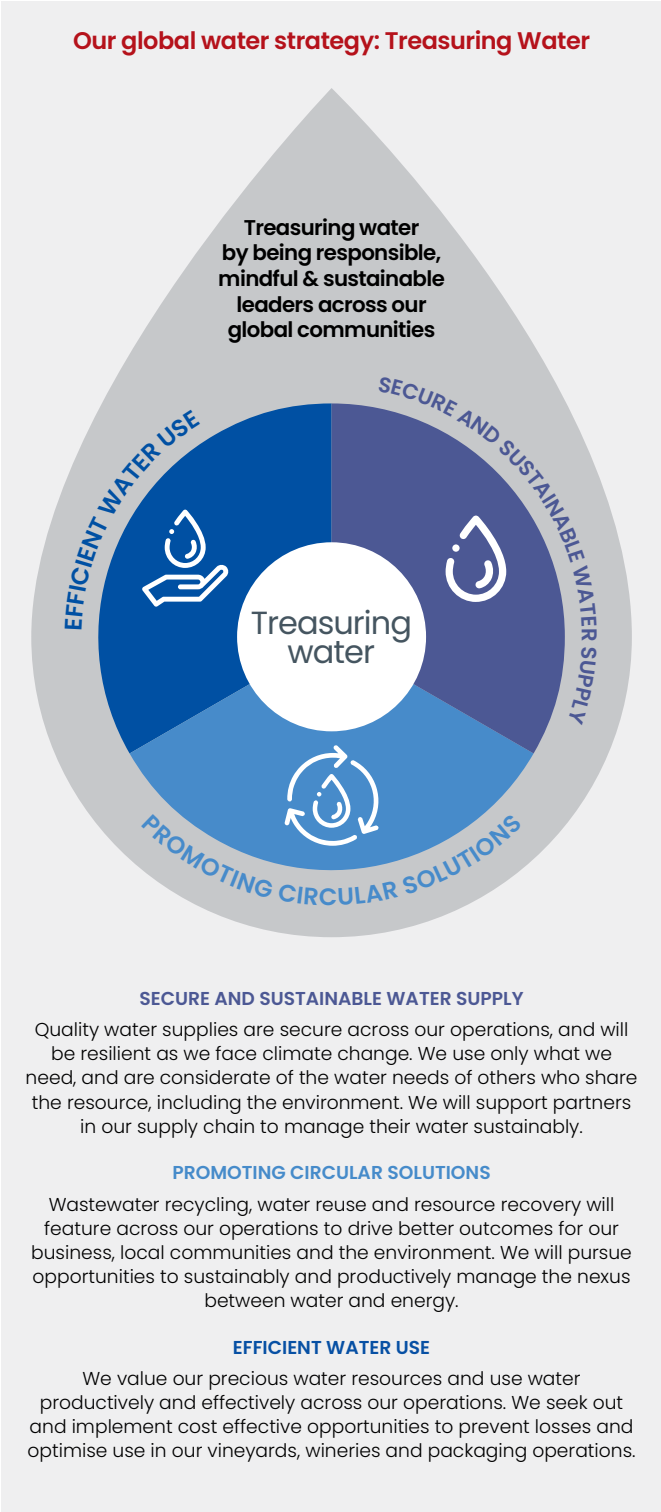 Our global water strategy: Treasuring Water
Treasuring water
by being responsible,
mindful & sustainable
leaders across our
global communities
EFFICIENT WATER USE
SECURE AND SUSTAINABLE WATER SUPPLY
Treasuring
water
PROMOTING CIRCULAR SOLUTIONS
SECURE AND SUSTAINABLE WATER SUPPLY
Quality water supplies are secure across our operations, and will
be resilient as we face climate change. We use only what we
need, and are considerate of the water needs of others who share
the resource, including the environment. We will support partners
in our supply chain to manage their water sustainably.
PROMOTING CIRCULAR SOLUTIONS
Wastewater recycling, water reuse and resource recovery will
feature across our operations to drive better outcomes for our
business, local communities and the environment. We will pursue
opportunities to sustainably and productively manage the nexus
between water and energy.
EFFICIENT WATER USE
We value our precious water resources and use water
productively and effectively across our operations. We seek out
and implement cost effective opportunities to prevent losses and
optimise use in our vineyards, wineries and packaging operations.